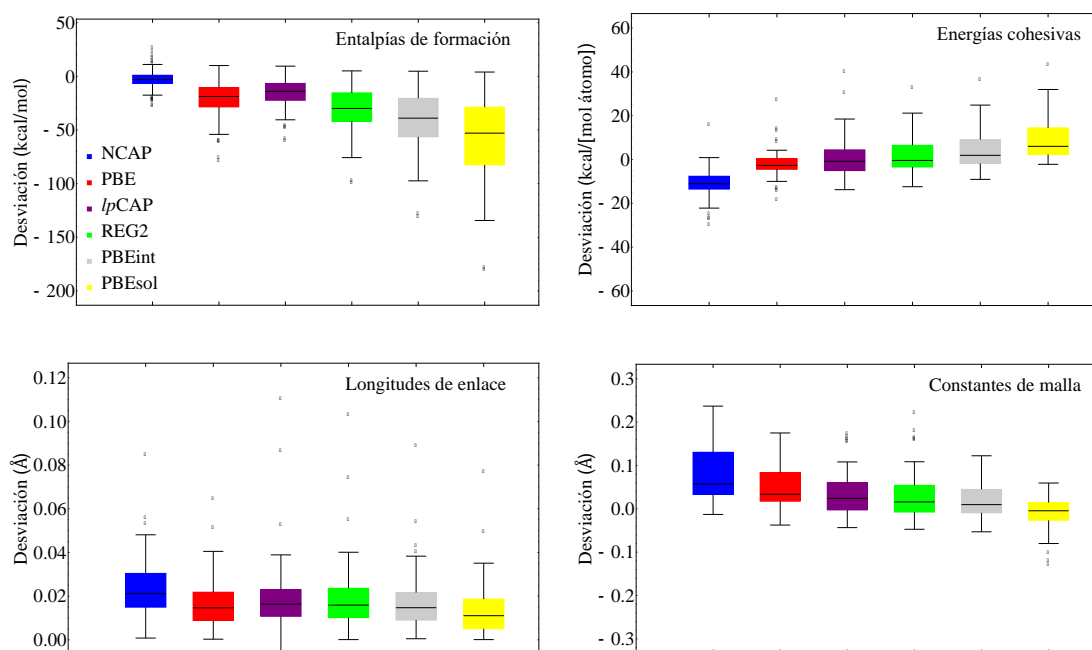 50
Entalpías de formación
0
- 50
- 100
- 150
- 200
Desviación (kcal/mol)
NCAP
PBE
lpCAP
REG2
PBEint
PBEsol
60
Energías cohesivas
40
20
0
- 20
- 40
- 60
Desviación (kcal/[mol átomo])
0.12
Longitudes de enlace
0.10
0.08
0.06
0.04
0.02
0.00
Desviación (Å)
0.3
Constantes de malla
0.2
0.1
0.0
- 0.1
- 0.2
- 0.3
Desviación (Å)